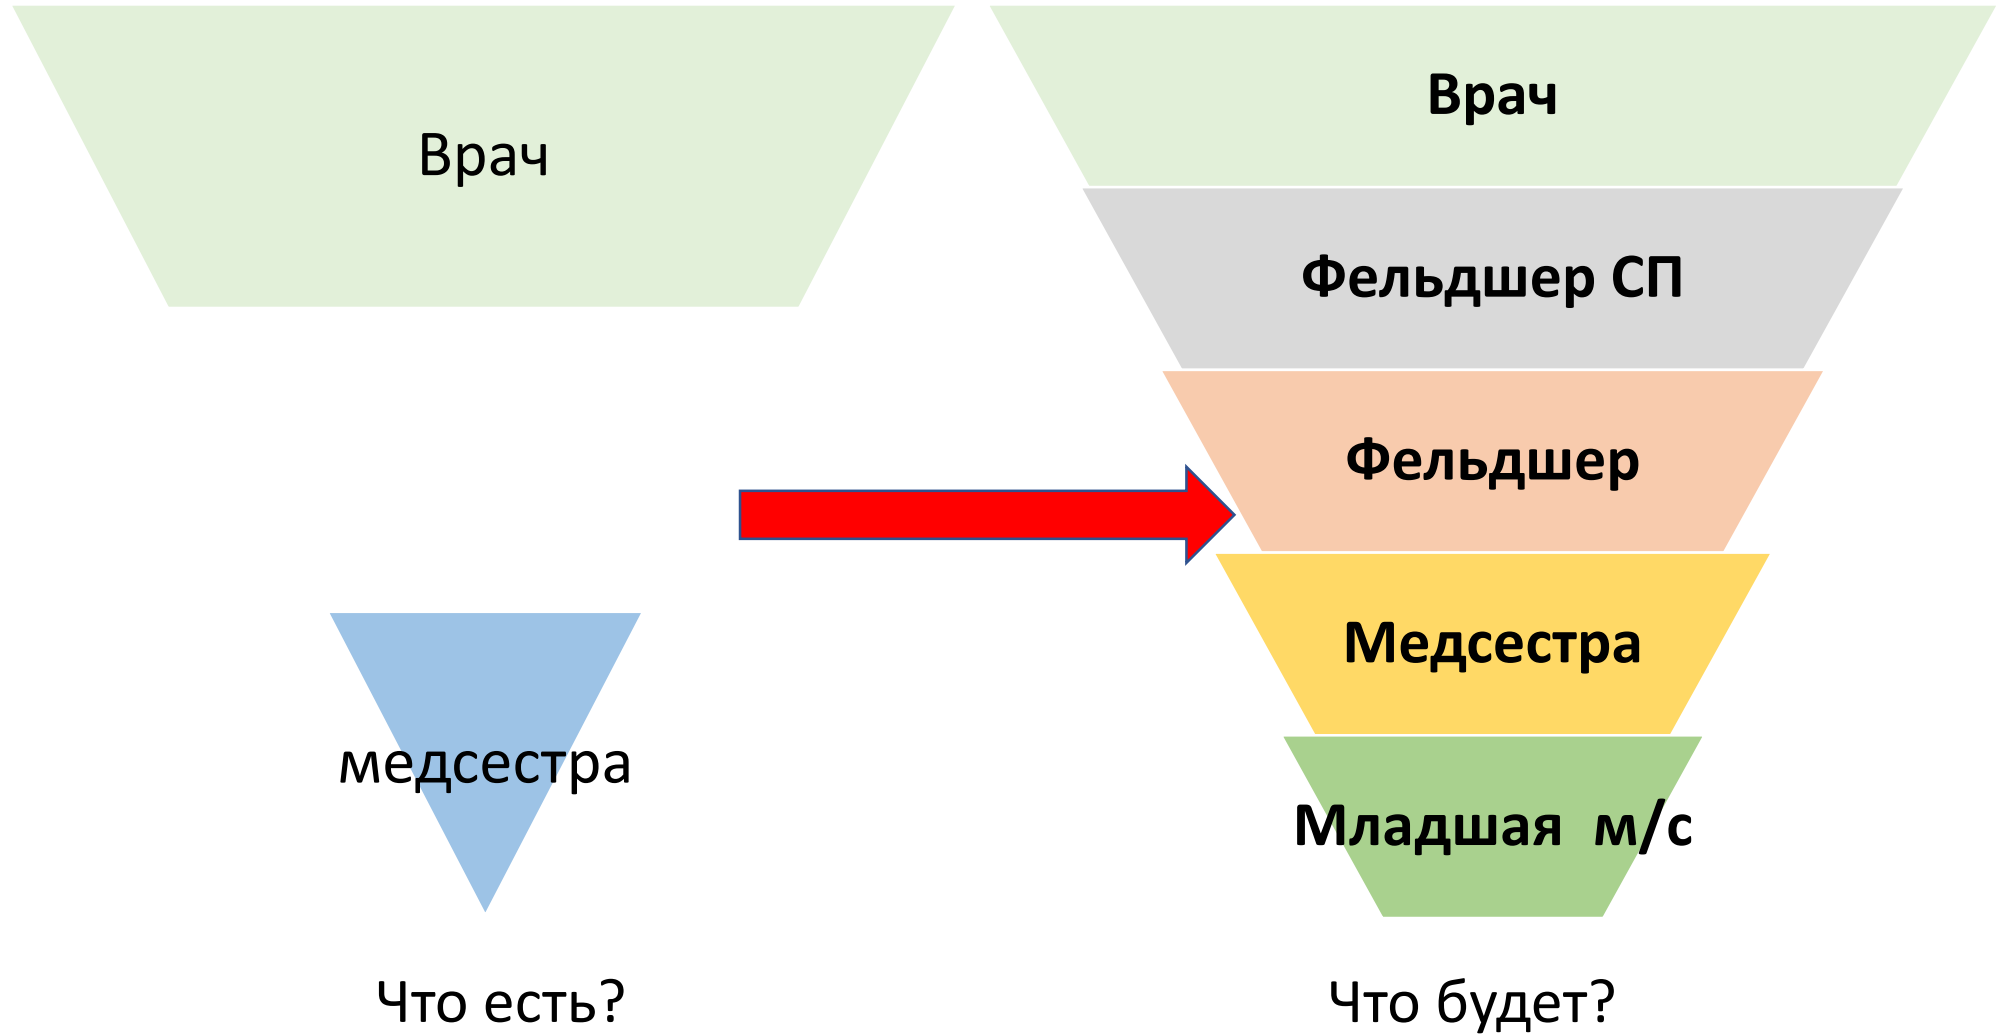 Врач
медсестра
Что есть?
Врач
Фельдшер СП
Фельдшер
Медсестра
Младшая  м/с
Что будет?